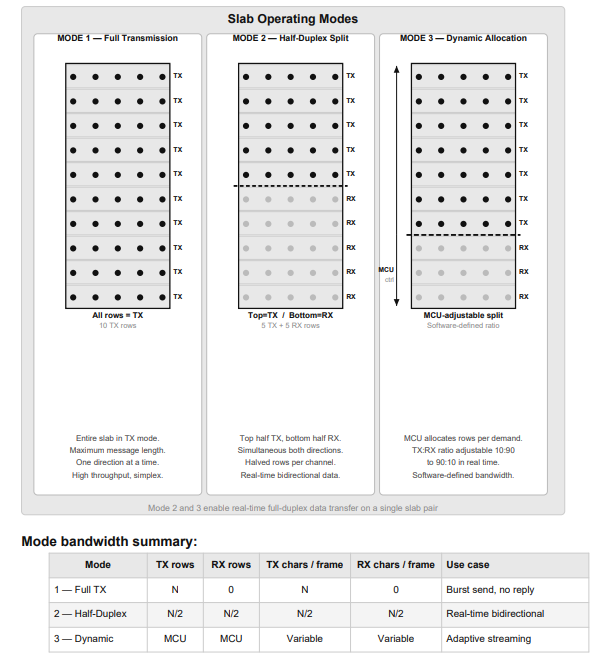 Slab Operating Modes
MODE 1 — Full Transmission
TX
TX
TX
TX
TX
TX
TX
TX
TX
TX
All rows = TX
10 TX rows
Entire slab in TX mode.
Maximum message length.
One direction at a time.
High throughput, simplex.
MODE 2 — Half-Duplex Split
TX
TX
TX
TX
TX
RX
RX
RX
RX
RX
Top=TX / Bottom=RX
5 TX + 5 RX rows
Top half TX, bottom half RX.
Simultaneous both directions.
Halved rows per channel.
Real-time bidirectional data.
MODE 3 — Dynamic Allocation
TX
TX
TX
TX
TX
TX
TX
RX
RX
RX
MCU
ctrl
MCU-adjustable split
Software-defined ratio
MCU allocates rows per demand.
TX:RX ratio adjustable 10:90
to 90:10 in real time.
Software-defined bandwidth.
Mode 2 and 3 enable real-time full-duplex data transfer on a single slab pair
Mode bandwidth summary:
Mode TX rows RX rows TX chars / frame RX chars / frame Use case
1 — Full TX N 0 N 0 Burst send, no reply
2 — Half-Duplex N/2 N/2 N/2 N/2 Real-time bidirectional
3 — Dynamic MCU MCU Variable Variable Adaptive streaming